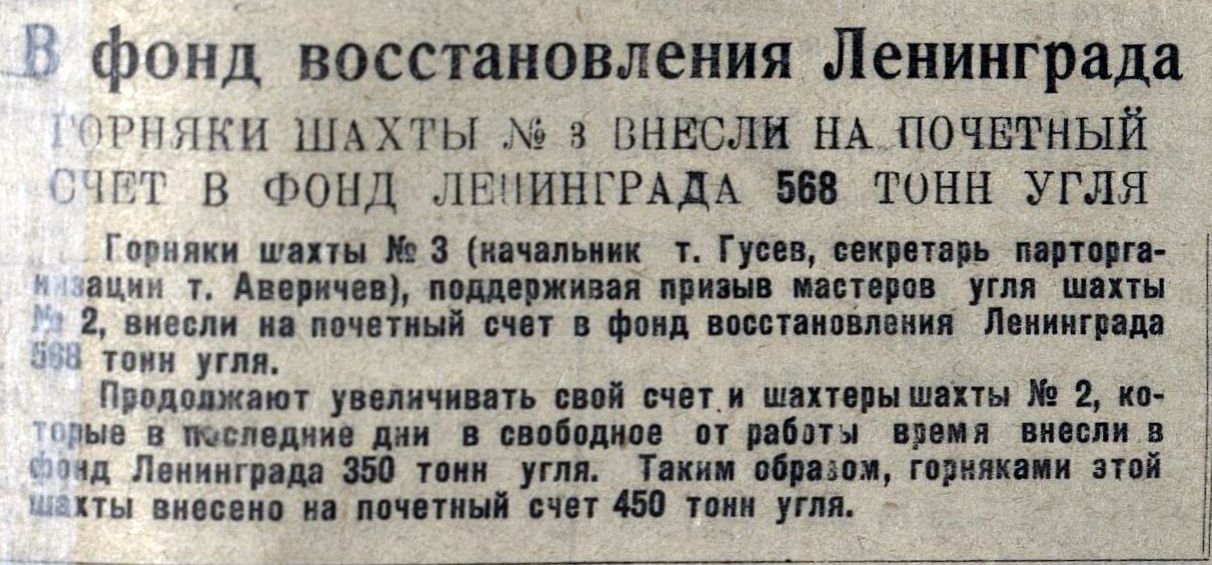 В фонд восстановления Ленинграда
ГОРНЯКИ ШАХТЫ № 3 ВНЕСЛИ НА ПОЧЕТНЫЙ
СЧЕТ В ФОНД ЛЕНИНГРАДА 568 ТОНН УГЛЯ
Горняки шахты № 3 (начальник т. Гусев, секретарь парторга-
низации т. Аверичев), поддерживая призыв мастеров угля шахты
№ 2, внесли на почетный счет в фонд восстановления Ленинграда
568 тонн угля.
Продолжают увеличивать свой счет и шахтеры шахты № 2, ко-
торые в последние дни в свободное от работы время внесли в
фонд Ленинграда 350 тонн угля. Таким образом, горняками этой
шахты внесено на почетный счет 450 тонн угля.